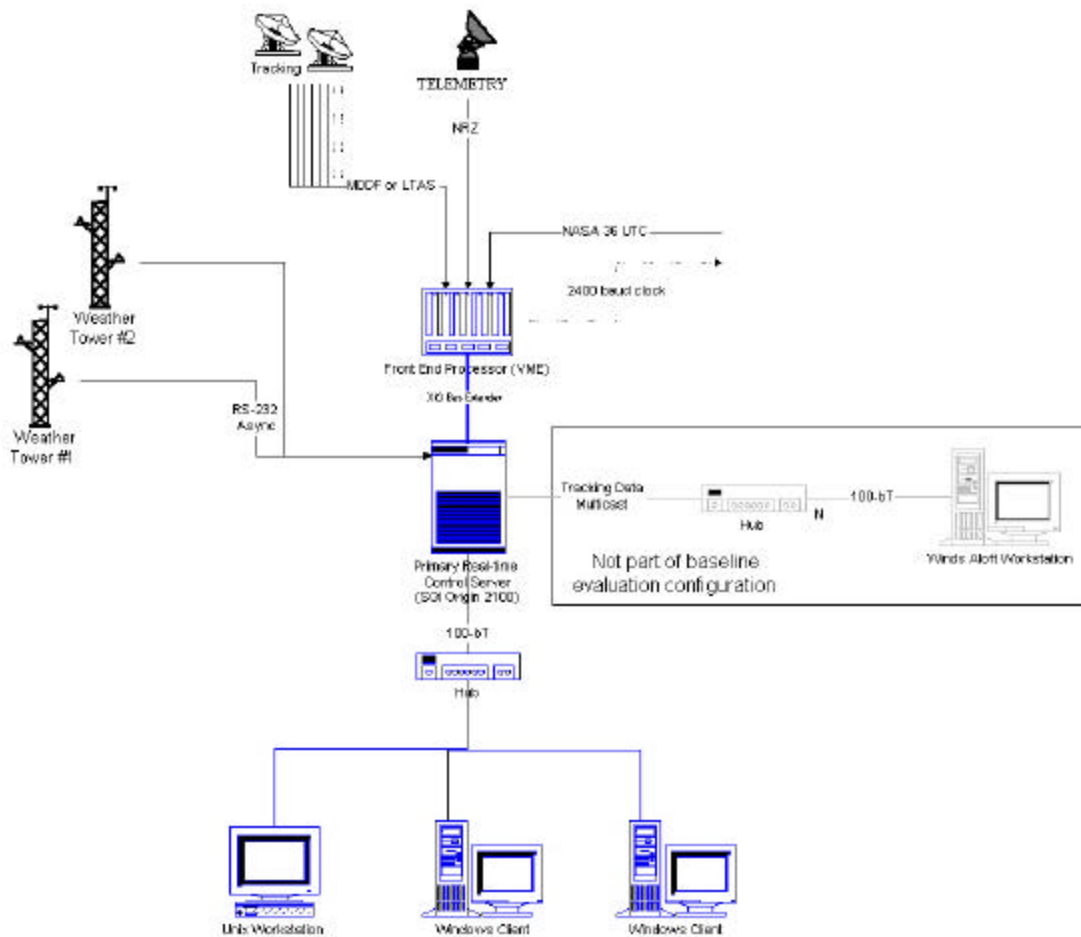 Tracking
TELEMETRY
NRZ
MDDF or LTAS
NASA 36 UTC
2400 baud clock
Weather
Tower #2
Front End Processor (VME)
XIO Bus Extender
RS-232
Async
Weather
Tower #1
Tracking Data
Multicast
100-bT
Hub
N
Winds Aloft Workstation
Not part of baseline
evaluation configuration
Primary Real-time
Control Server
(SGI Origin 2100)
100-bT
Hub
Unix Workstation
Windows Client
Windows Client